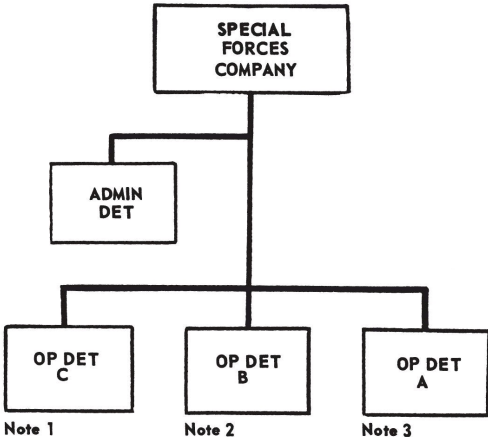 SPECIAL
FORCES
COMPANY
ADMIN
DET
OP DET
C
OP DET
B
OP DET
A
Note 1
Note 2
Note 3